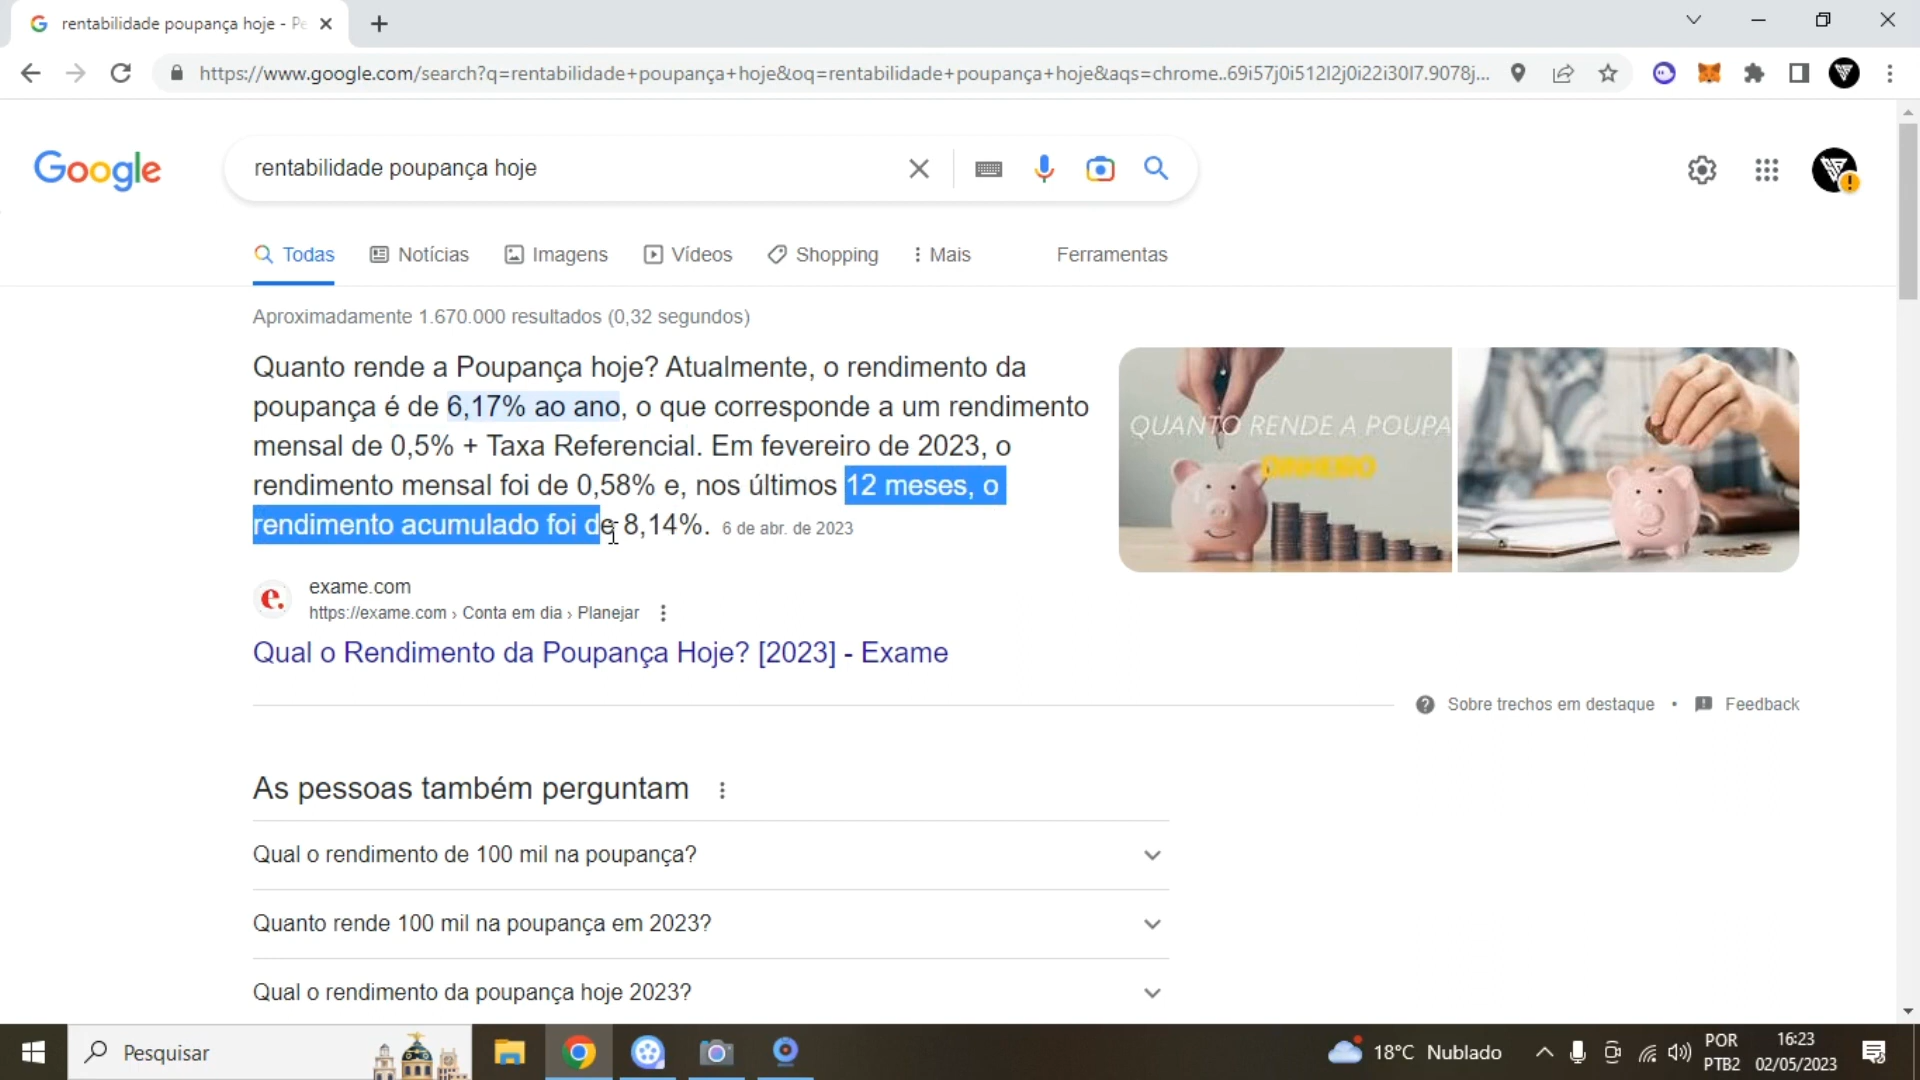 rentabilidade poupança hoje - Pe
https://www.google.com/search?q=rentabilidade+poupança+hoje&oq=rentabilidade+poupança+hoje&aqs=chrome..69i57j0i512l2j0i22i30l7.9078j...
Google
rentabilidade poupança hoje
Todas
Notícias
Imagens
Vídeos
Shopping
Mais
Ferramentas
Aproximadamente 1.670.000 resultados (0,32 segundos)
Quanto rende a Poupança hoje? Atualmente, o rendimento da
poupança é de 6,17% ao ano, o que corresponde a um rendimento
mensal de 0,5% + Taxa Referencial. Em fevereiro de 2023, o
rendimento mensal foi de 0,58% e, nos últimos 12 meses, o
rendimento acumulado foi de 8,14%. 6 de abr. de 2023
QUANTO RENDE A POUPA
DINHEIRO
exame.com
https://exame.com › Conta em dia › Planejar
Qual o Rendimento da Poupança Hoje? [2023] - Exame
Sobre trechos em destaque • Feedback
As pessoas também perguntam
Qual o rendimento de 100 mil na poupança?
Quanto rende 100 mil na poupança em 2023?
Qual o rendimento da poupança hoje 2023?
Pesquisar
18°C Nublado
POR
PTB2
16:23
02/05/2023